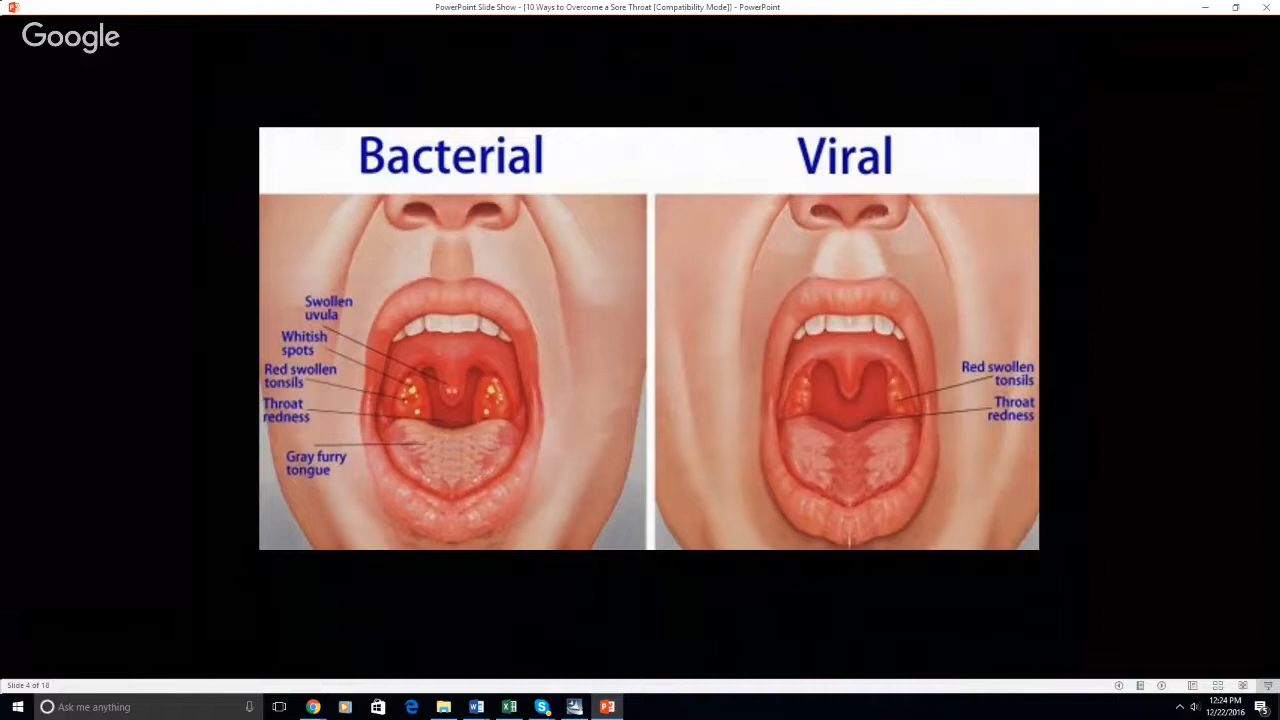 PowerPoint Slide Show - [10 Ways to Overcome a Sore Throat [Compatibility Mode]] - PowerPoint
Google
Bacterial
Viral
Swollen
uvula
Whitish
spots
Red swollen
tonsils
Throat
redness
Gray furry
tongue
Red swollen
tonsils
Throat
redness
Slide 4 of 18
Ask me anything
12:24 PM
12/22/2016